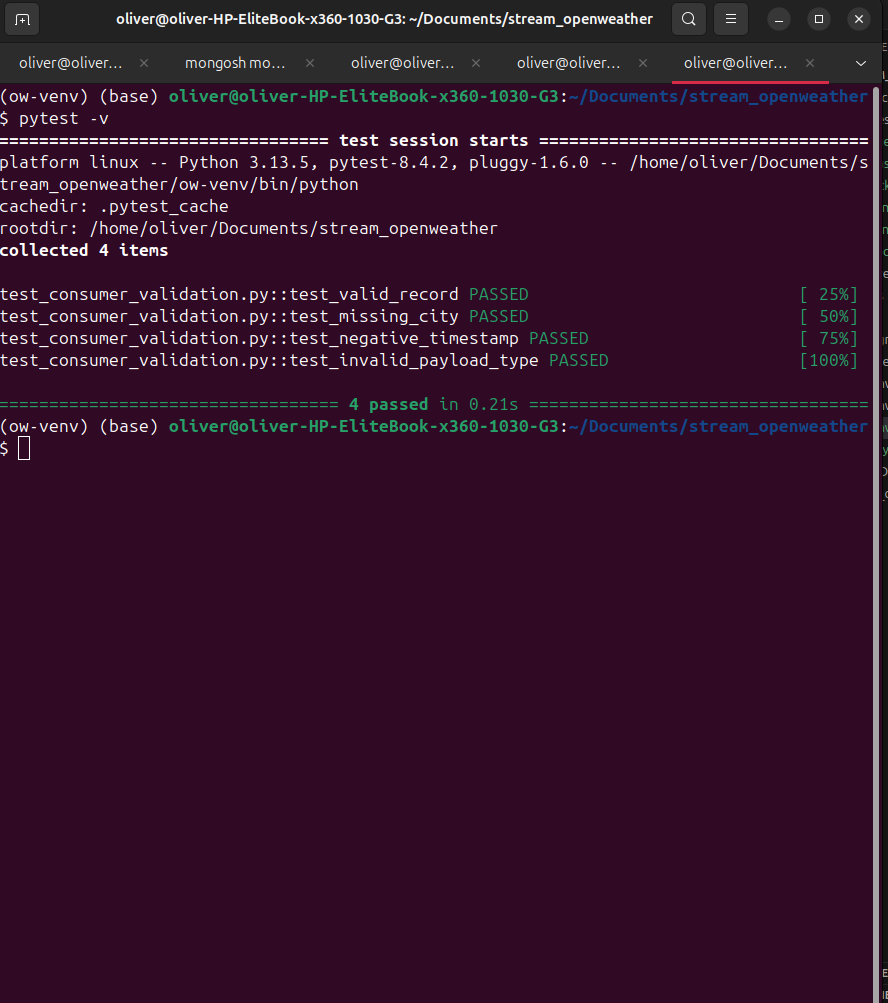 oliver@oliver-HP-EliteBook-x360-1030-G3: ~/Documents/stream_openweather
oliver@oliver... mongosh mo... oliver@oliver... oliver@oliver... oliver@oliver...
(ow-venv) (base) oliver@oliver-HP-EliteBook-x360-1030-G3:~/Documents/stream_openweather
$ pytest -v
================================= test session starts =================================
platform linux -- Python 3.13.5, pytest-8.4.2, pluggy-1.6.0 -- /home/oliver/Documents/s
tream_openweather/ow-venv/bin/python
cachedir: .pytest_cache
rootdir: /home/oliver/Documents/stream_openweather
collected 4 items
test_consumer_validation.py::test_valid_record PASSED [ 25%]
test_consumer_validation.py::test_missing_city PASSED [ 50%]
test_consumer_validation.py::test_negative_timestamp PASSED [ 75%]
test_consumer_validation.py::test_invalid_payload_type PASSED [100%]
================================== 4 passed in 0.21s ==================================
(ow-venv) (base) oliver@oliver-HP-EliteBook-x360-1030-G3:~/Documents/stream_openweather
$